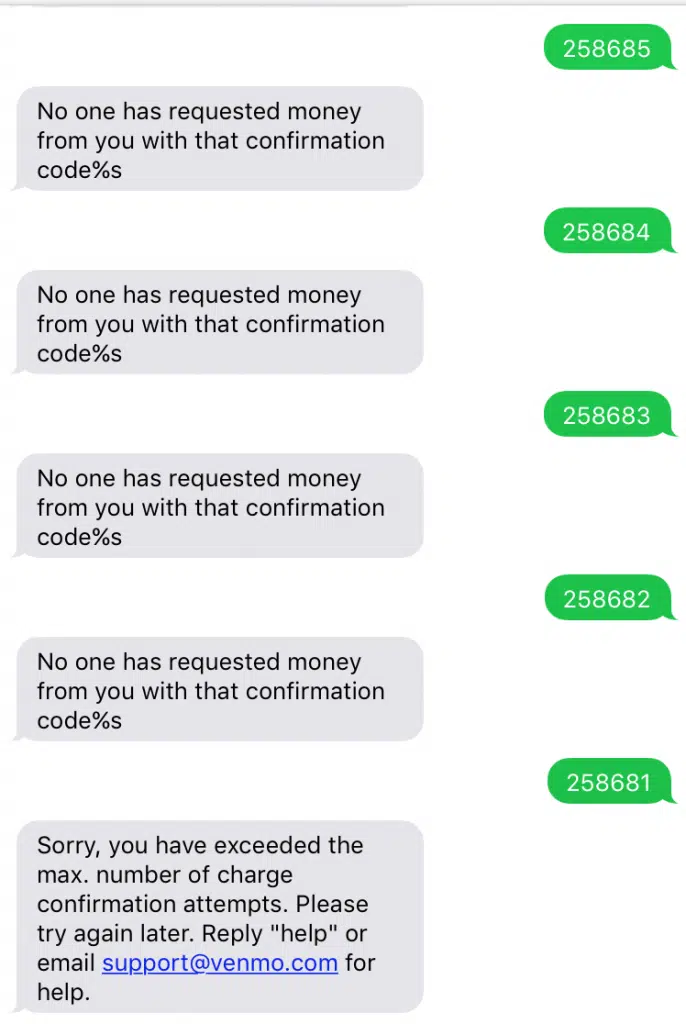 258685
No one has requested money
from you with that confirmation
code%s
258684
No one has requested money
from you with that confirmation
code%s
258683
No one has requested money
from you with that confirmation
code%s
258682
No one has requested money
from you with that confirmation
code%s
258681
Sorry, you have exceeded the
max. number of charge
confirmation attempts. Please
try again later. Reply "help" or
email support@venmo.com for
help.